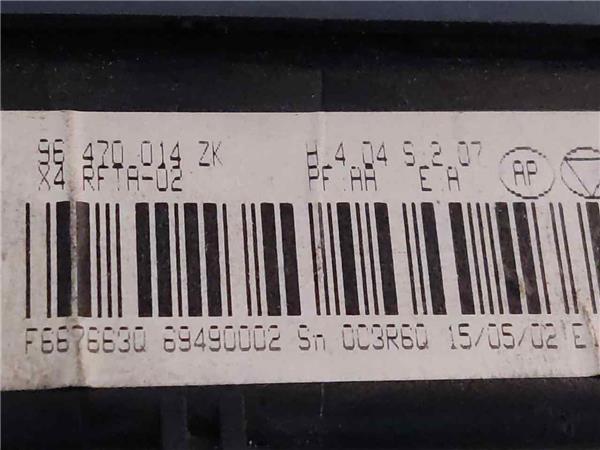 96 470 014 ZK H 4.04 S 2.07
X4 RFTA-02 PF:AA E:A AP
F667663Q 69490002 Sn 0C3R6Q 15/05/02 E